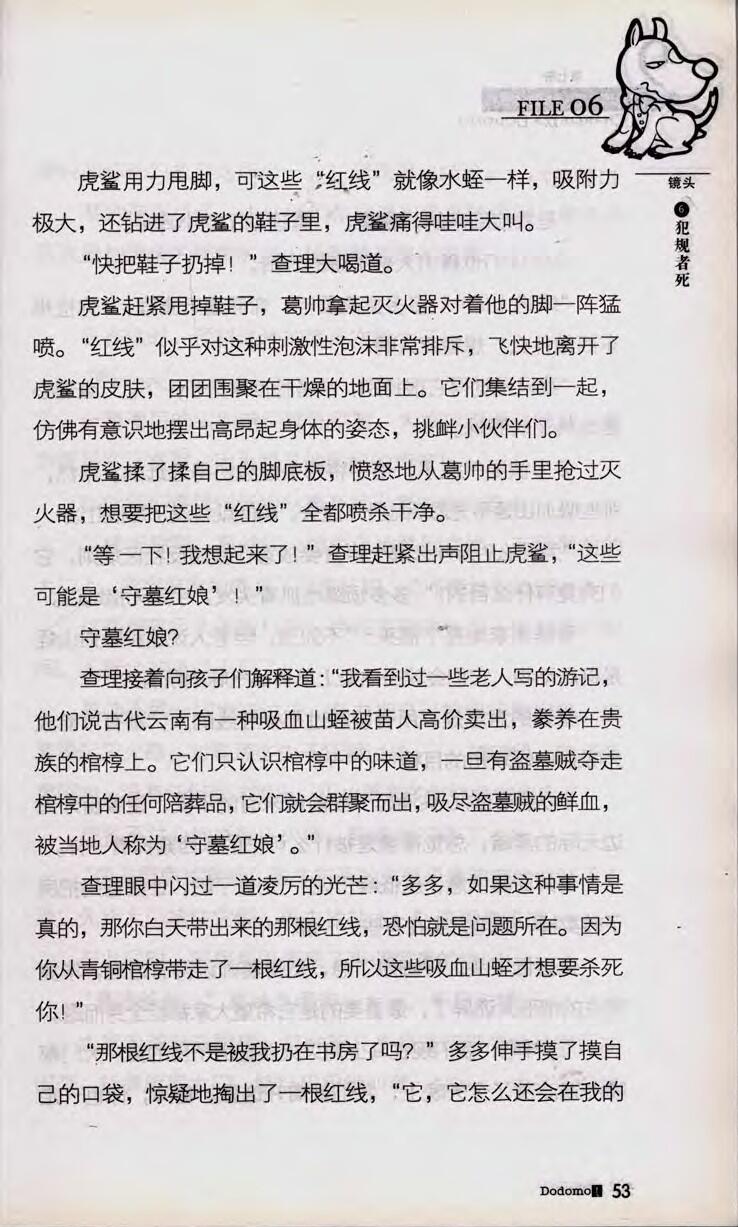 FILE 06
镜头
❻犯规者死
虎鲨用力甩脚，可这些“红线”就像水蛭一样，吸附力
极大，还钻进了虎鲨的鞋子里，虎鲨痛得哇哇大叫。
“快把鞋子扔掉！”查理大喝道。
虎鲨赶紧甩掉鞋子，葛帅拿起灭火器对着他的脚一阵猛
喷。“红线”似乎对这种刺激性泡沫非常排斥，飞快地离开了
虎鲨的皮肤，团团围聚在干燥的地面上。它们集结到一起，
仿佛有意识地摆出高昂起身体的姿态，挑衅小伙伴们。
虎鲨揉了揉自己的脚底板，愤怒地从葛帅的手里抢过灭
火器，想要把这些“红线”全都喷杀干净。
“等一下！我想起来了！”查理赶紧出声阻止虎鲨，“这些
可能是‘守墓红娘’！”
守墓红娘？
查理接着向孩子们解释道：“我看到过一些老人写的游记，
他们说古代云南有一种吸血山蛭被苗人高价卖出，豢养在贵
族的棺椁上。它们只认识棺椁中的味道，一旦有盗墓贼夺走
棺椁中的任何陪葬品，它们就会群聚而出，吸尽盗墓贼的鲜血，
被当地人称为‘守墓红娘’。”
查理眼中闪过一道凌厉的光芒：“多多，如果这种事情是
真的，那你白天带出来的那根红线，恐怕就是问题所在。因为
你从青铜棺椁带走了一根红线，所以这些吸血山蛭才想要杀死
你！”
“那根红线不是被我扔在书房了吗？”多多伸手摸了摸自
己的口袋，惊疑地掏出了一根红线，“它，它怎么还会在我的
Dodomo! 53